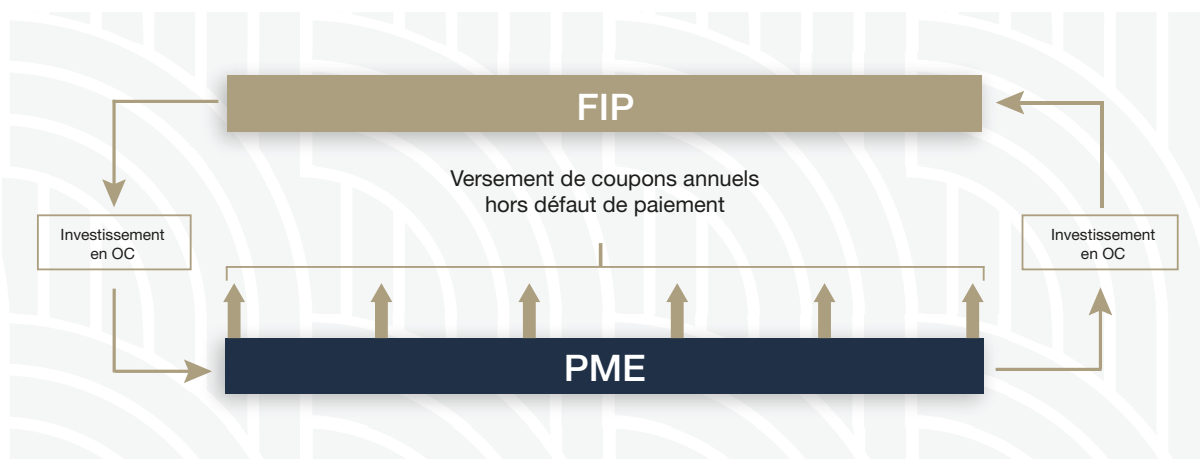 FIP
Versement de coupons annuels
hors défaut de paiement
Investissement
en OC
Investissement
en OC
PME